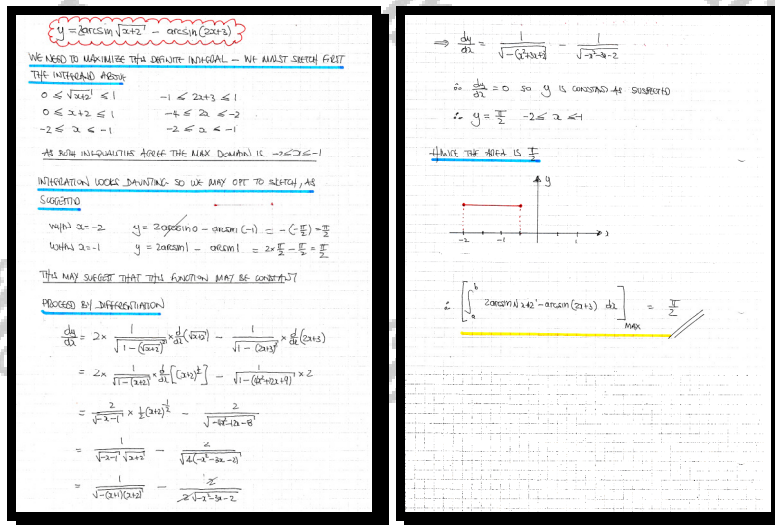 y = 2arcsin√(x+2) - arcsin(2x+3)
WE NEED TO MAXIMIZE THIS DEFINITE INTEGRAL - WE MUST SKETCH FIRST
THE INTEGRAND ABOVE
0 ≤ √(x+2) ≤ 1    -1 ≤ 2x+3 ≤ 1
0 ≤ x+2 ≤ 1    -4 ≤ 2x ≤ -2
-2 ≤ x ≤ -1    -2 ≤ x ≤ -1
AS BOTH INEQUALITIES AGREE THE MAX DOMAIN IS -2≤x≤-1
INTEGRATION LOOKS DAUNTING SO WE MAY OPT TO SKETCH, AS
SUGGESTED
WHEN x=-2    y = 2arcsin0 - arcsin(-1) = -(-π/2) = π/2
WHEN x=-1    y = 2arcsin1 - arcsin1 = 2×π/2 - π/2 = π/2
THIS MAY SUGGEST THAT THIS FUNCTION MAY BE CONSTANT
PROCEED BY DIFFERENTIATION
dy/dx = 2× 1/√(1-(√(x+2))²) × d/dx(√(x+2)) - 1/√(1-(2x+3)²) × d/dx(2x+3)
= 2× 1/√(1-(x+2)) × d/dx[(x+2)^½] - 1/√(1-(4x²+12x+9)) × 2
= 2/√(-x-1) × ½(x+2)^-½ - 2/√(-4x²-12x-8)
= 1/(√(-x-1) √(x+2)) - 2/√(4(-x²-3x-2))
= 1/√(-(x+1)(x+2)) - 2/(2√(-x²-3x-2))
⇒ dy/dx = 1/√(-(x²+3x+2)) - 1/√(-x²-3x-2)
∴ dy/dx = 0 SO y IS CONSTANT AS SUSPECTED
∴ y = π/2    -2≤ x ≤-1
HENCE THE AREA IS π/2
y
-2    -1    1    x
∴ [∫_a^b 2arcsin√(x+2) - arcsin(2x+3) dx]MAX = π/2